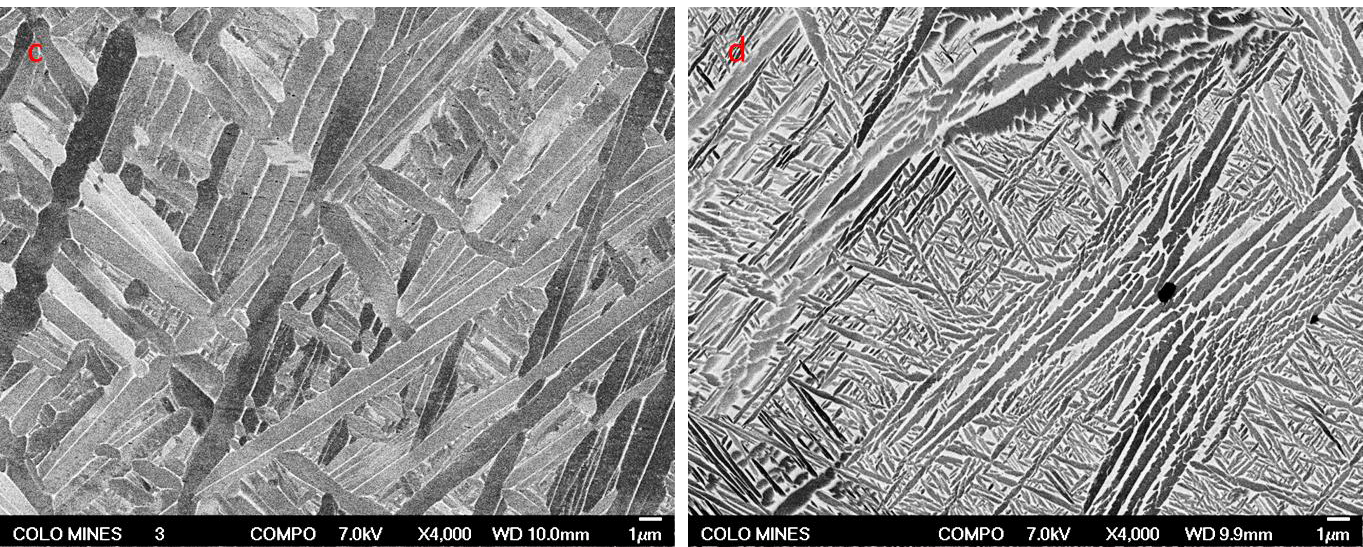 c
d
COLO MINES 3 COMPO 7.0kV X4,000 WD 10.0mm 1µm
COLO MINES COMPO 7.0kV X4,000 WD 9.9mm 1µm